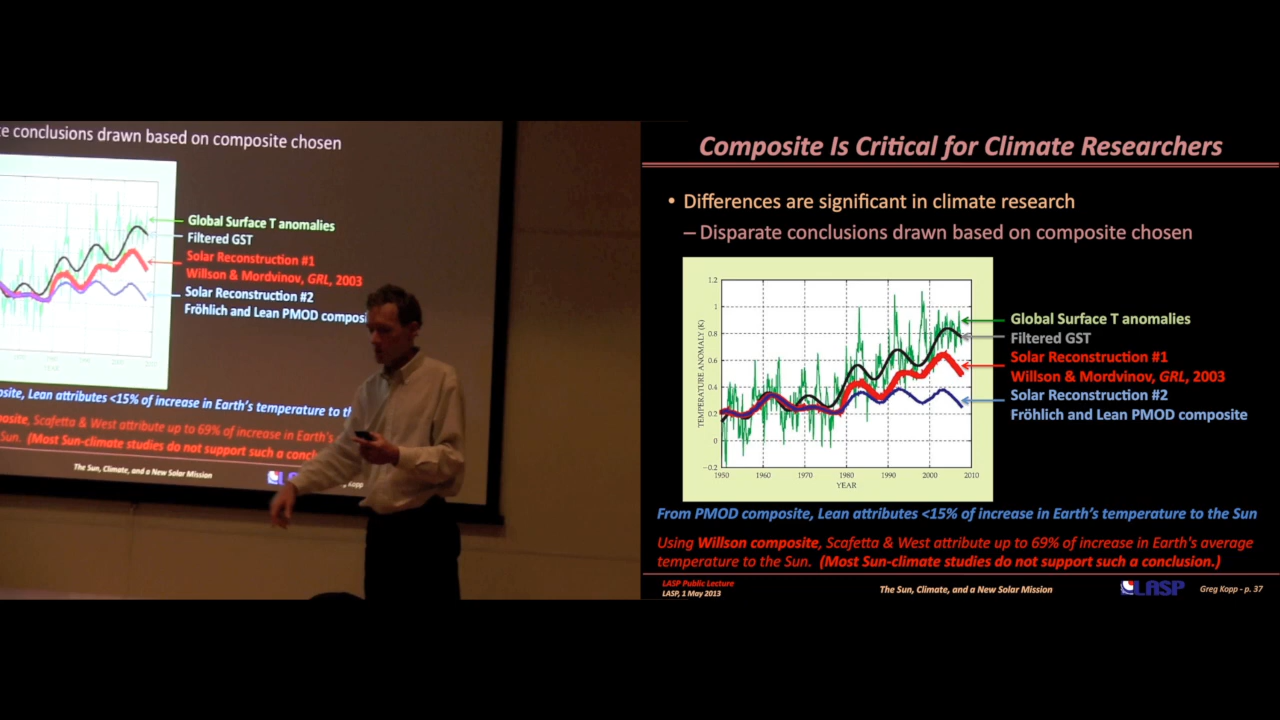 e conclusions drawn based on composite chosen
Global Surface T anomalies
Filtered GST
Solar Reconstruction #1
Willson & Mordvinov, GRL, 2003
Solar Reconstruction #2
Fröhlich and Lean PMOD composi
site, Lean attributes <15% of increase in Earth's temperature to th
posite, Scafetta & West attribute up to 69% of increase in Earth's
Sun. (Most Sun-climate studies do not support such a conclu
The Sun, Climate, and a New Solar Mission
Kopp
Composite Is Critical for Climate Researchers
• Differences are significant in climate research
– Disparate conclusions drawn based on composite chosen
TEMPERATURE ANOMALY (K)
1.2
1
0.8
0.6
0.4
0.2
0
−0.2
1950 1960 1970 1980 1990 2000 2010
YEAR
Global Surface T anomalies
Filtered GST
Solar Reconstruction #1
Willson & Mordvinov, GRL, 2003
Solar Reconstruction #2
Fröhlich and Lean PMOD composite
From PMOD composite, Lean attributes <15% of increase in Earth's temperature to the Sun
Using Willson composite, Scafetta & West attribute up to 69% of increase in Earth's average
temperature to the Sun. (Most Sun-climate studies do not support such a conclusion.)
LASP Public Lecture
LASP, 1 May 2013
The Sun, Climate, and a New Solar Mission
LASP
Greg Kopp - p. 37